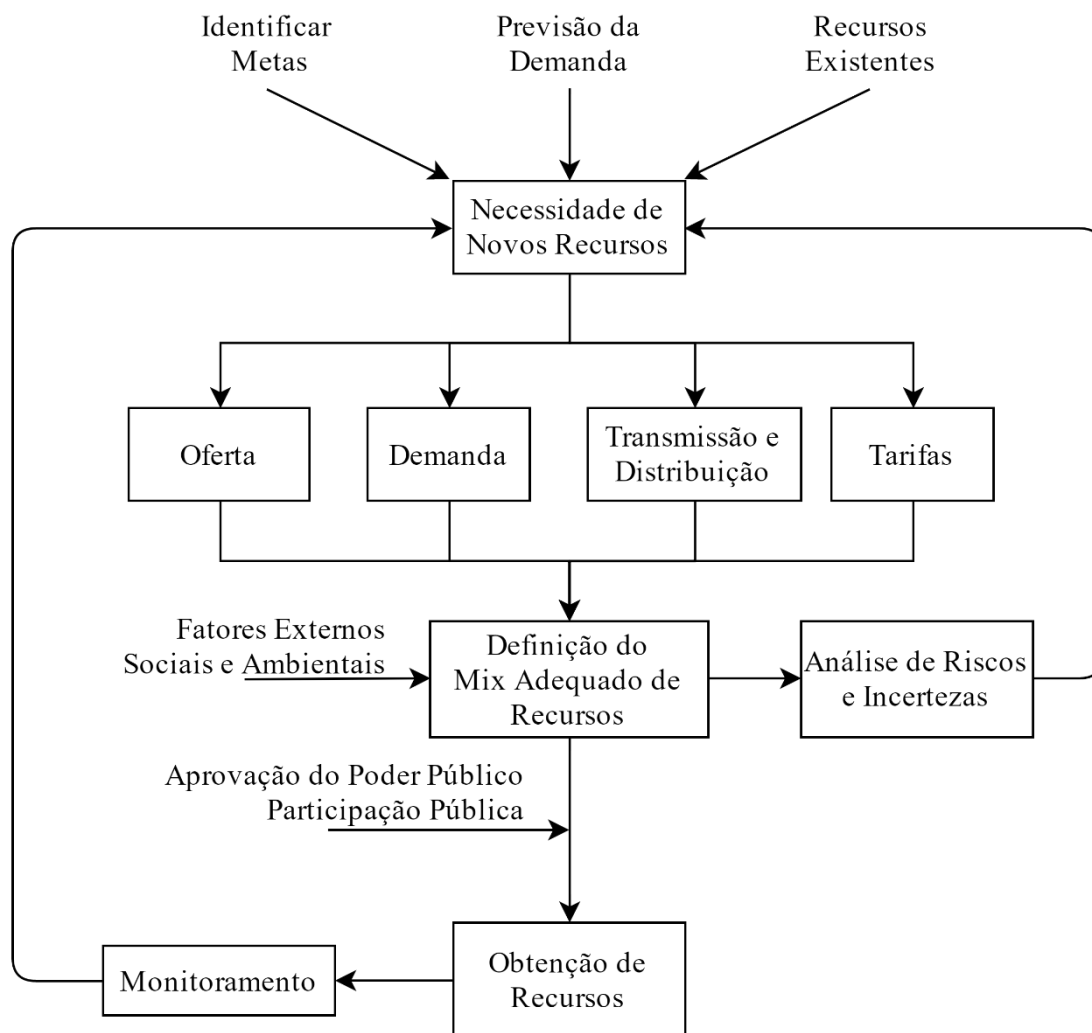 Identificar
Metas
Previsão da
Demanda
Recursos
Existentes
Necessidade de
Novos Recursos
Oferta
Demanda
Transmissão e
Distribuição
Tarifas
Fatores Externos
Sociais e Ambientais
Definição do
Mix Adequado de
Recursos
Análise de Riscos
e Incertezas
Aprovação do Poder Público
Participação Pública
Monitoramento
Obtenção de
Recursos